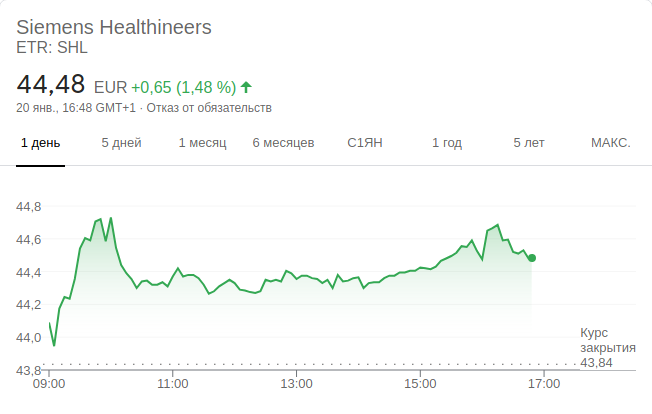 Siemens Healthineers
ETR: SHL
44,48 EUR +0,65 (1,48 %)
20 янв., 16:48 GMT+1 · Отказ от обязательств
1 день 5 дней 1 месяц 6 месяцев С1ЯН 1 год 5 лет МАКС.
44,8
44,6
44,4
44,2
44,0
43,8
Курс
закрытия
43,84
09:00 11:00 13:00 15:00 17:00